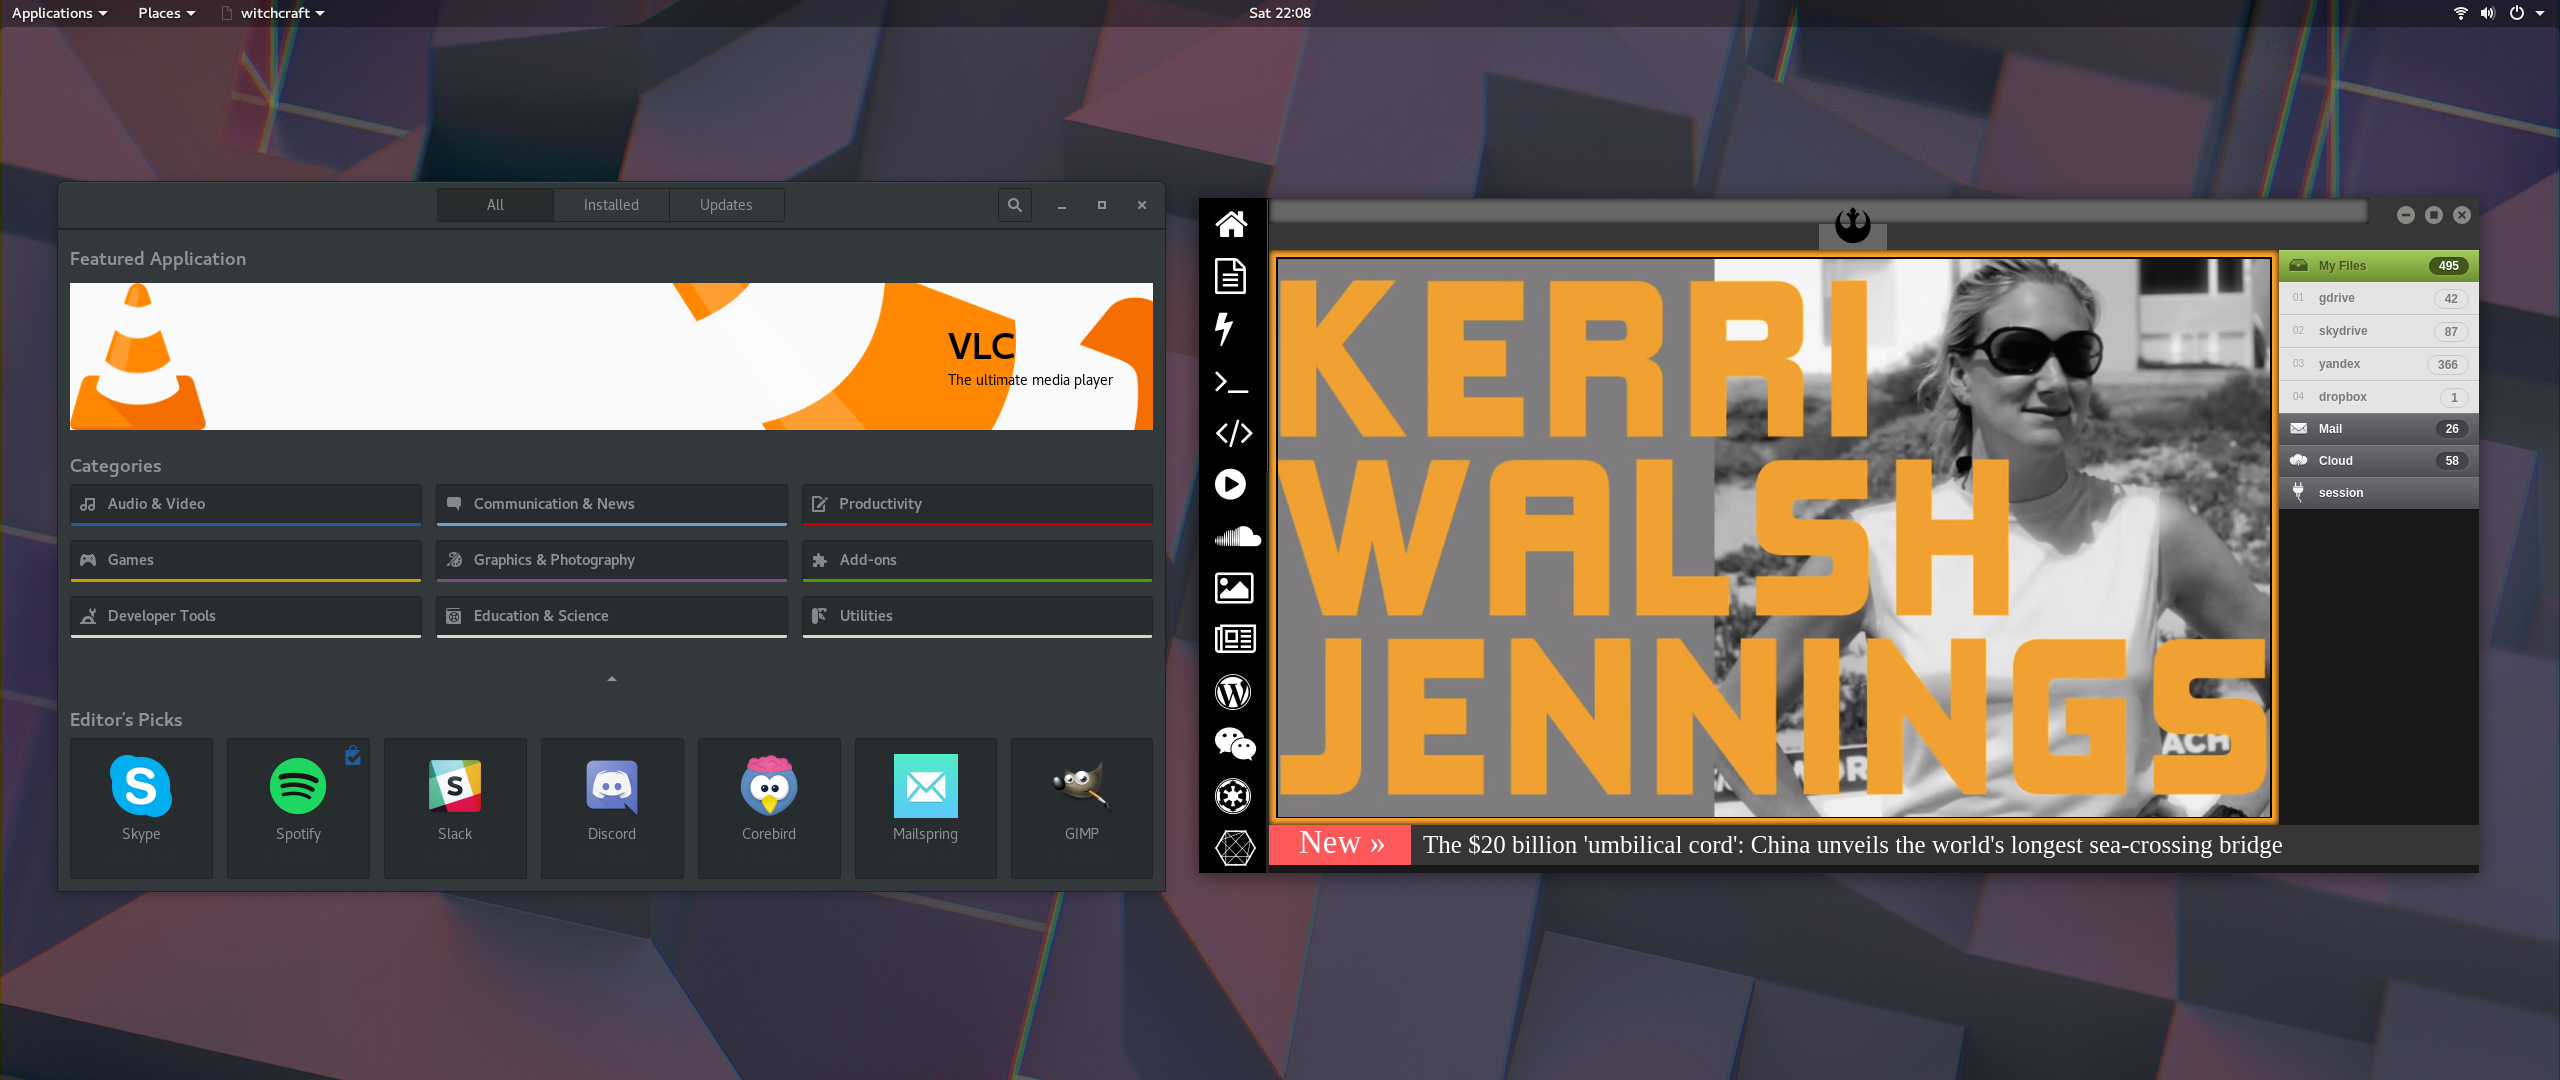 Applications
Places
witchcraft
Sat 22:08
All
Installed
Updates
Featured Application
VLC
The ultimate media player
Categories
Audio & Video
Communication & News
Productivity
Games
Graphics & Photography
Add-ons
Developer Tools
Education & Science
Utilities
Editor's Picks
Skype
Spotify
Slack
Discord
Corebird
Mailspring
GIMP
KERRI
WALSH
JENNINGS
ACH
My Files 495
01 gdrive 42
02 skydrive 87
03 yandex 366
04 dropbox 1
Mail 26
Cloud 58
session
New »
The $20 billion 'umbilical cord': China unveils the world's longest sea-crossing bridge